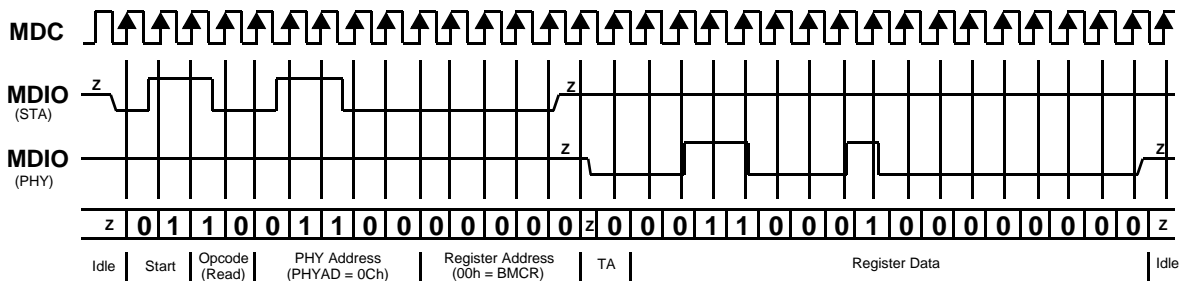 MDC
z z
MDIO
(STA)
MDIO z z
(PHY)
z 0 1 1 0 0 1 1 0 0 0 0 0 0 0 z 0 0 0 1 1 0 0 0 1 0 0 0 0 0 0 0 0 z
Idle Start Opcode PHY Address Register Address TA Register Data Idle
(Read) (PHYAD = 0Ch) (00h = BMCR)